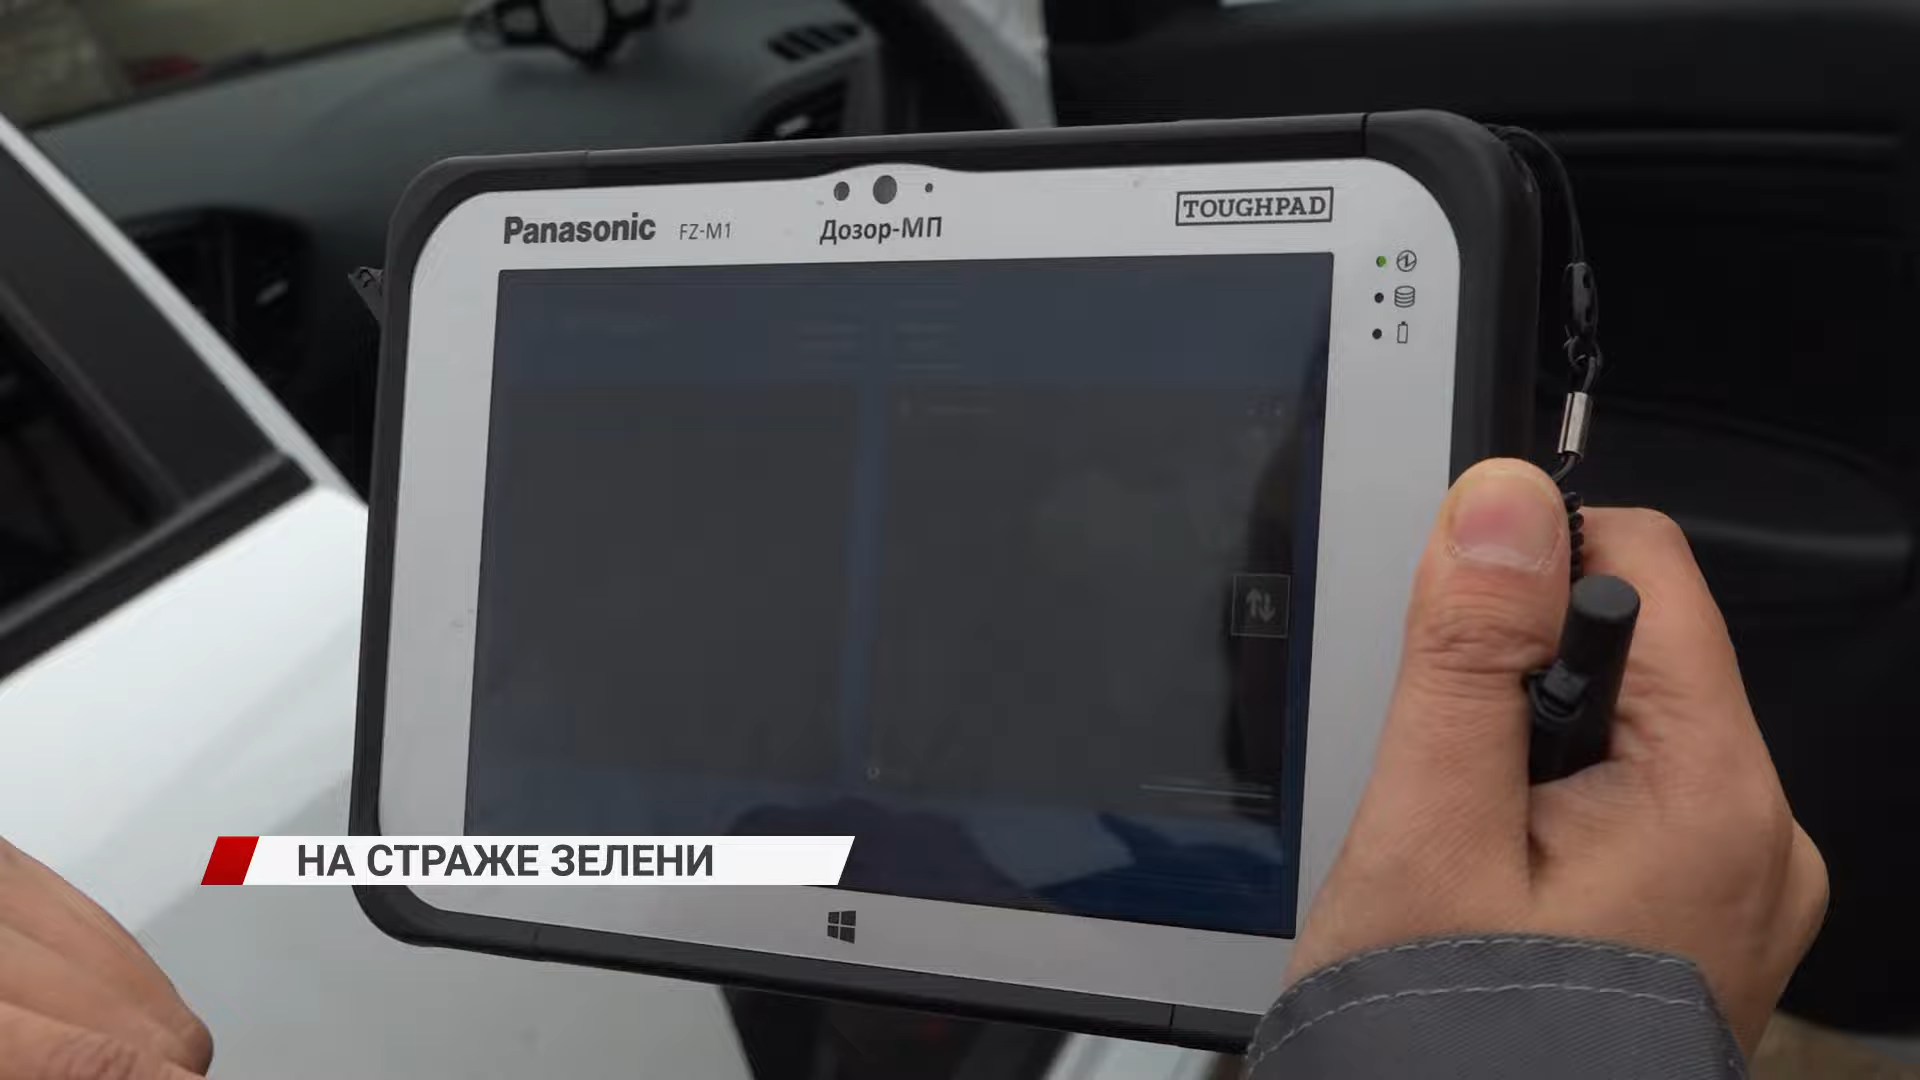 Panasonic FZ-M1 Дозор-МП TOUGHPAD
НА СТРАЖЕ ЗЕЛЕНИ